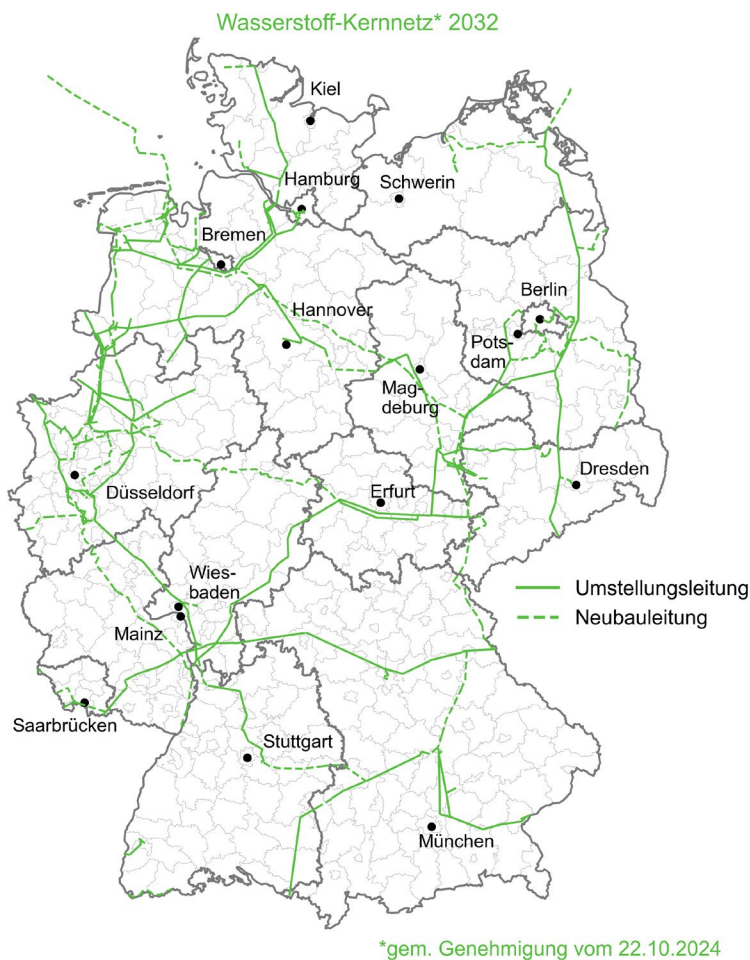 Wasserstoff-Kernnetz* 2032
Kiel
Hamburg
Schwerin
Bremen
Berlin
Hannover
Pots-
dam
Mag-
deburg
Dresden
Düsseldorf
Erfurt
Wies-
baden
Umstellungsleitung
Neubauleitung
Mainz
Saarbrücken
Stuttgart
München
*gem. Genehmigung vom 22.10.2024